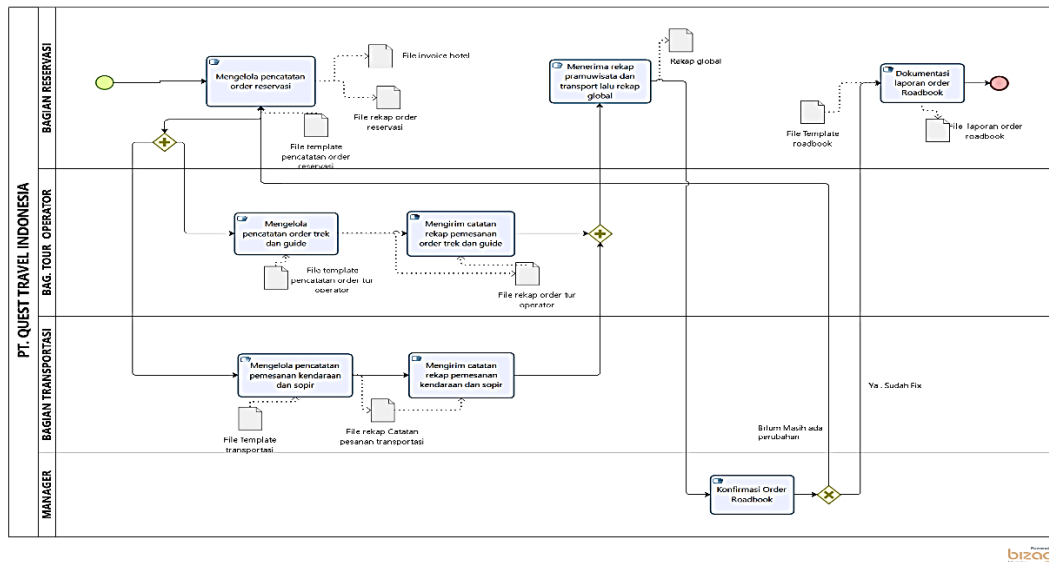 PT. QUEST TRAVEL INDONESIA
BAGIAN RESERVASI
Mengelola pencatatan
order reservasi
File invoice hotel
File rekap order
reservasi
File template
pencatatan order
reservasi
Menerima rekap
pramuwisata dan
transport lalu rekap
global
Rekap global
Dokumentasi
laporan order
Roadbook
File Template
roadbook
File laporan order
roadbook
BAG. TOUR OPERATOR
Mengelola
pencatatan order trek
dan guide
File template
pencatatan order tur
operator
Mengirim catatan
rekap pemesanan
order trek dan guide
File rekap order tur
operator
BAGIAN TRANSPORTASI
Mengelola pencatatan
pemesanan kendaraan
dan sopir
File Template
transportasi
Mengirim catatan
rekap pemesanan
kendaraan dan sopir
File rekap Catatan
pesanan transportasi
Ya . Sudah Fix
Masih ada
perubahan
MANAGER
Konfirmasi Order
Roadbook
Powered
bizag